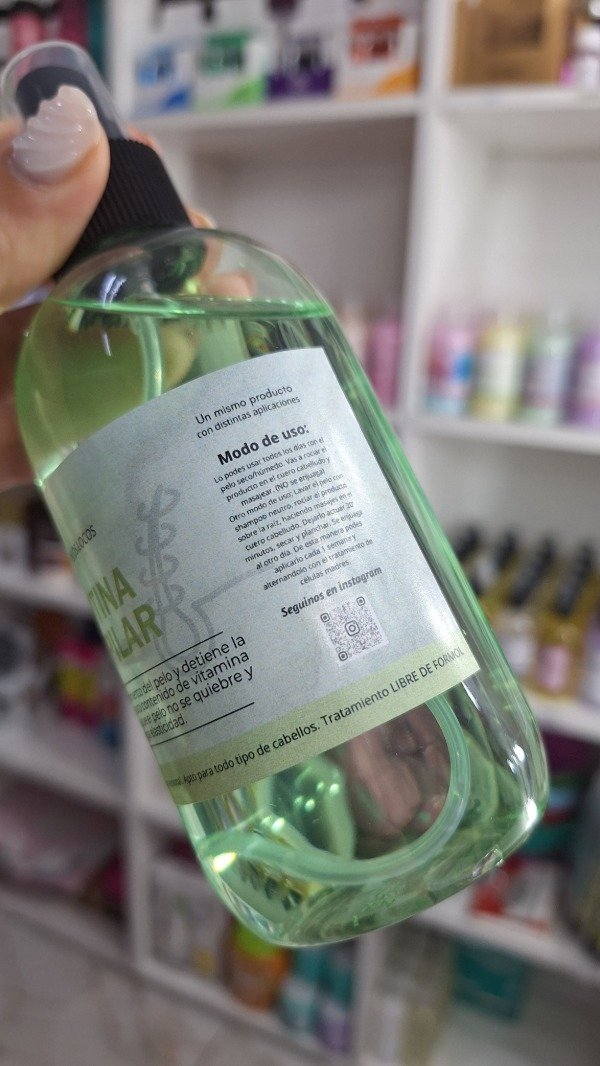 Un mismo producto
con distintas aplicaciones
Modo de uso:
Lo podes usar todos los días con el
pelo seco/húmedo. Vas a rociar el
producto en el cuero cabelludo y
masajear. (NO se enjuaga)
Otro modo de uso: Lavar el pelo con
shampoo neutro, rociar el producto
sobre la raíz, haciendo masajes en el
cuero cabelludo. Dejarlo actuar 20
minutos, secar y planchar. Se enjuaga
al otro día. De esta manera podes
aplicarlo cada 1 semana y
alternandolo con el tratamiento de
células madres.
Seguinos en instagram
LOCOS
TINA
LAR
del pelo y detiene la
contenido de vitamina
pelo no se quiebre y
elasticidad.
Apto para todo tipo de cabellos. Tratamiento LIBRE DE FORMOL